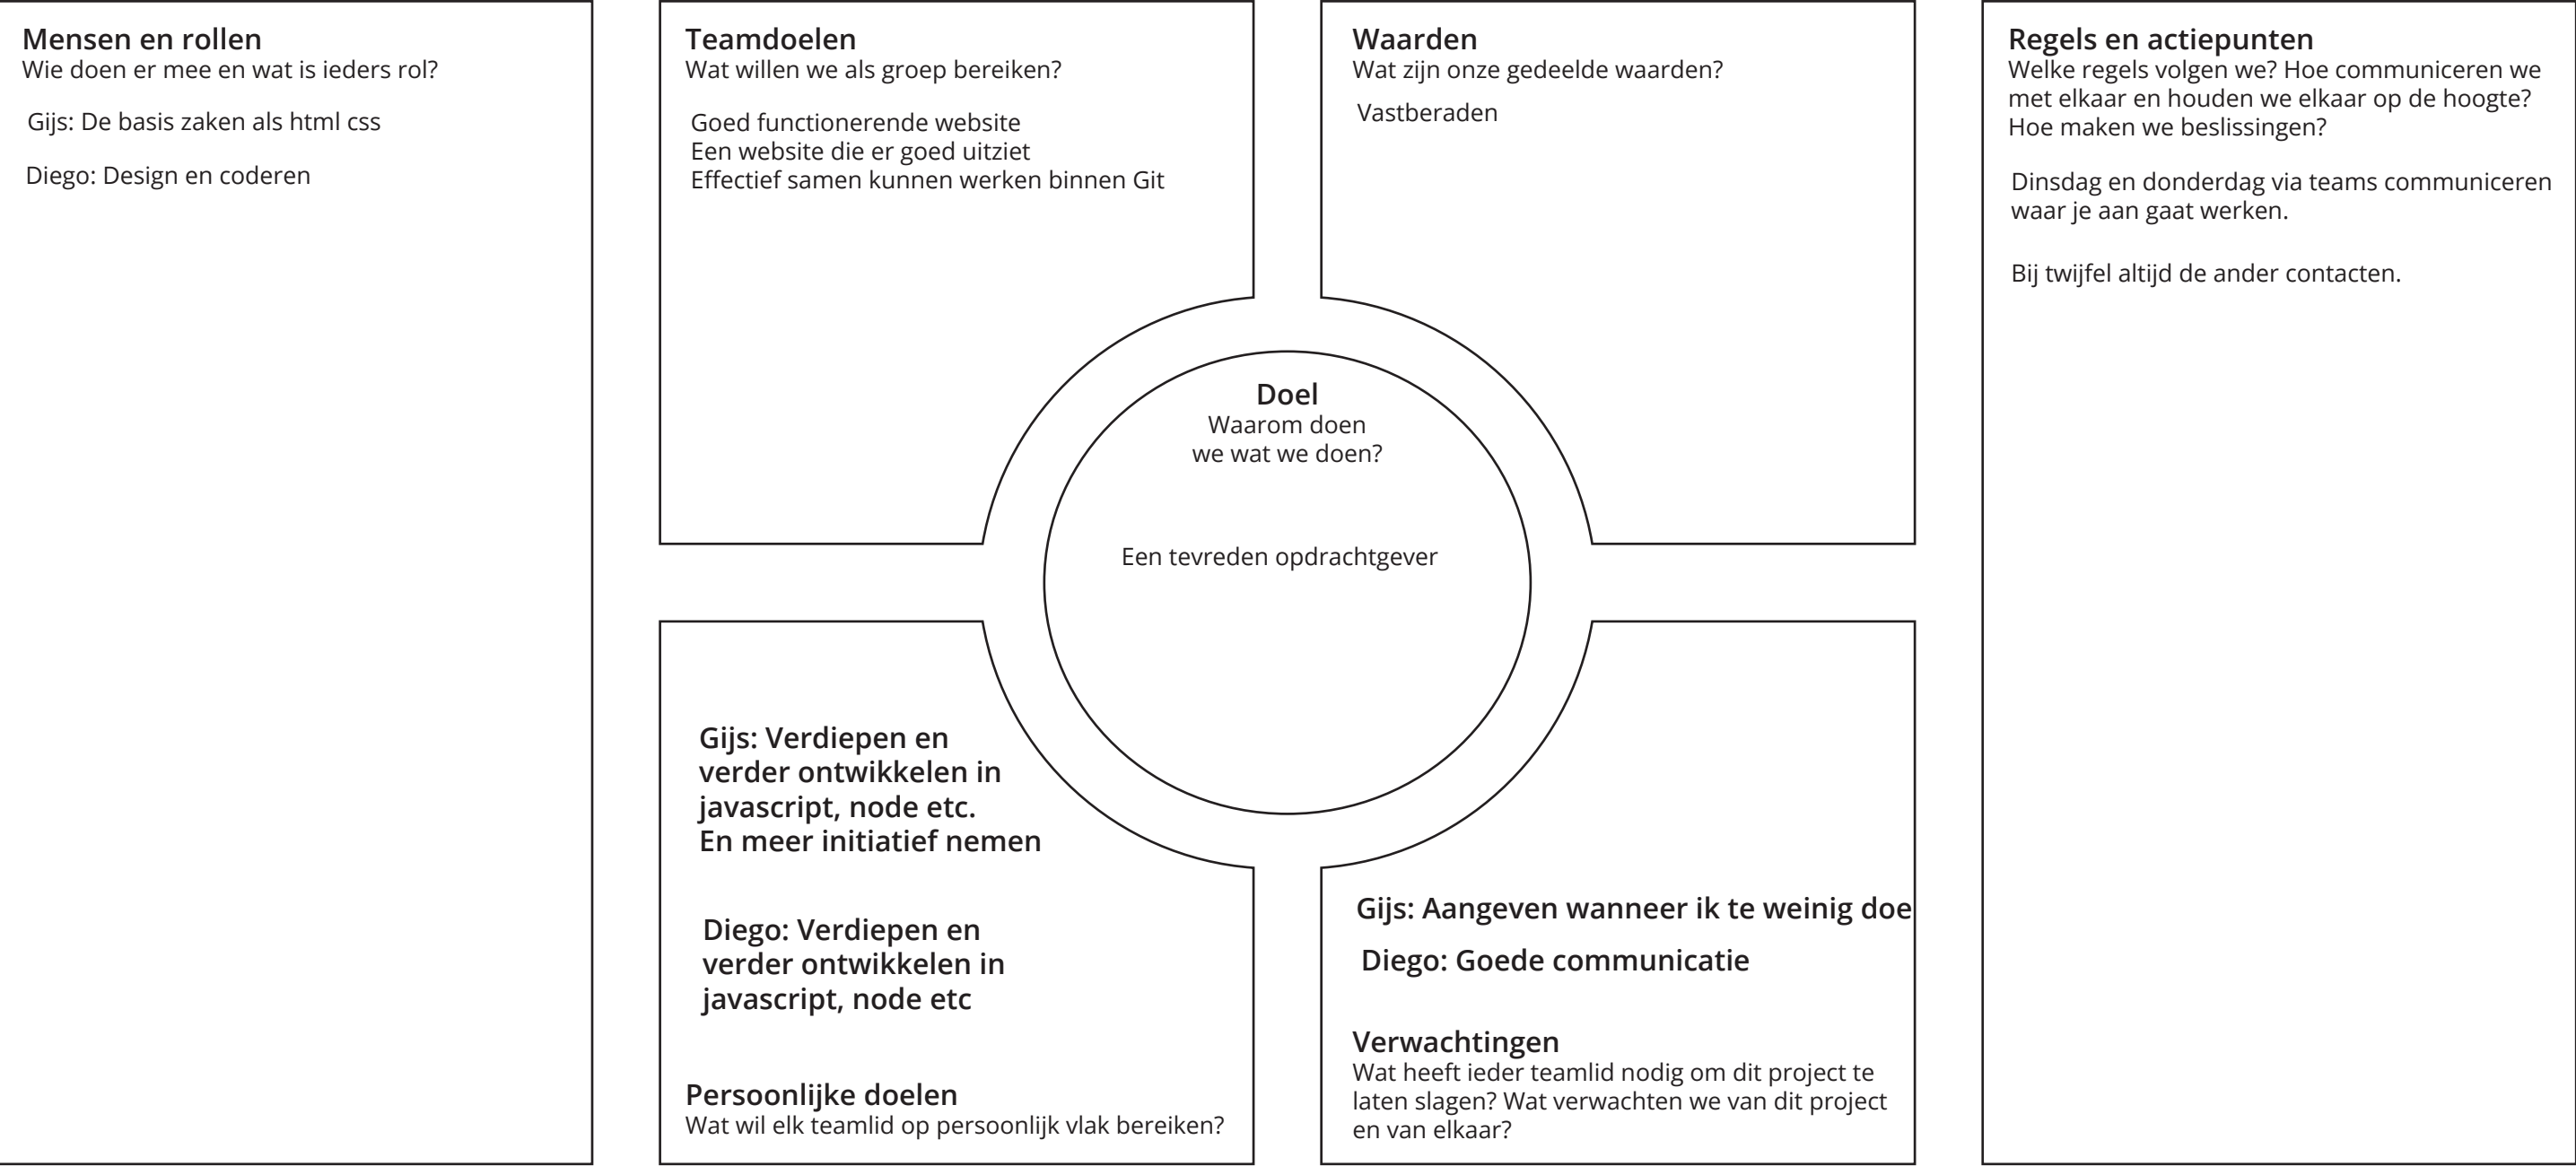 Mensen en rollen
Wie doen er mee en wat is ieders rol?
Gijs: De basis zaken als html css
Diego: Design en coderen
Teamdoelen
Wat willen we als groep bereiken?
Goed functionerende website
Een website die er goed uitziet
Effectief samen kunnen werken binnen Git
Waarden
Wat zijn onze gedeelde waarden?
Vastberaden
Regels en actiepunten
Welke regels volgen we? Hoe communiceren we
met elkaar en houden we elkaar op de hoogte?
Hoe maken we beslissingen?
Dinsdag en donderdag via teams communiceren
waar je aan gaat werken.
Bij twijfel altijd de ander contacten.
Doel
Waarom doen
we wat we doen?
Een tevreden opdrachtgever
Gijs: Verdiepen en
verder ontwikkelen in
javascript, node etc.
En meer initiatief nemen
Diego: Verdiepen en
verder ontwikkelen in
javascript, node etc
Persoonlijke doelen
Wat wil elk teamlid op persoonlijk vlak bereiken?
Gijs: Aangeven wanneer ik te weinig doe
Diego: Goede communicatie
Verwachtingen
Wat heeft ieder teamlid nodig om dit project te
laten slagen? Wat verwachten we van dit project
en van elkaar?